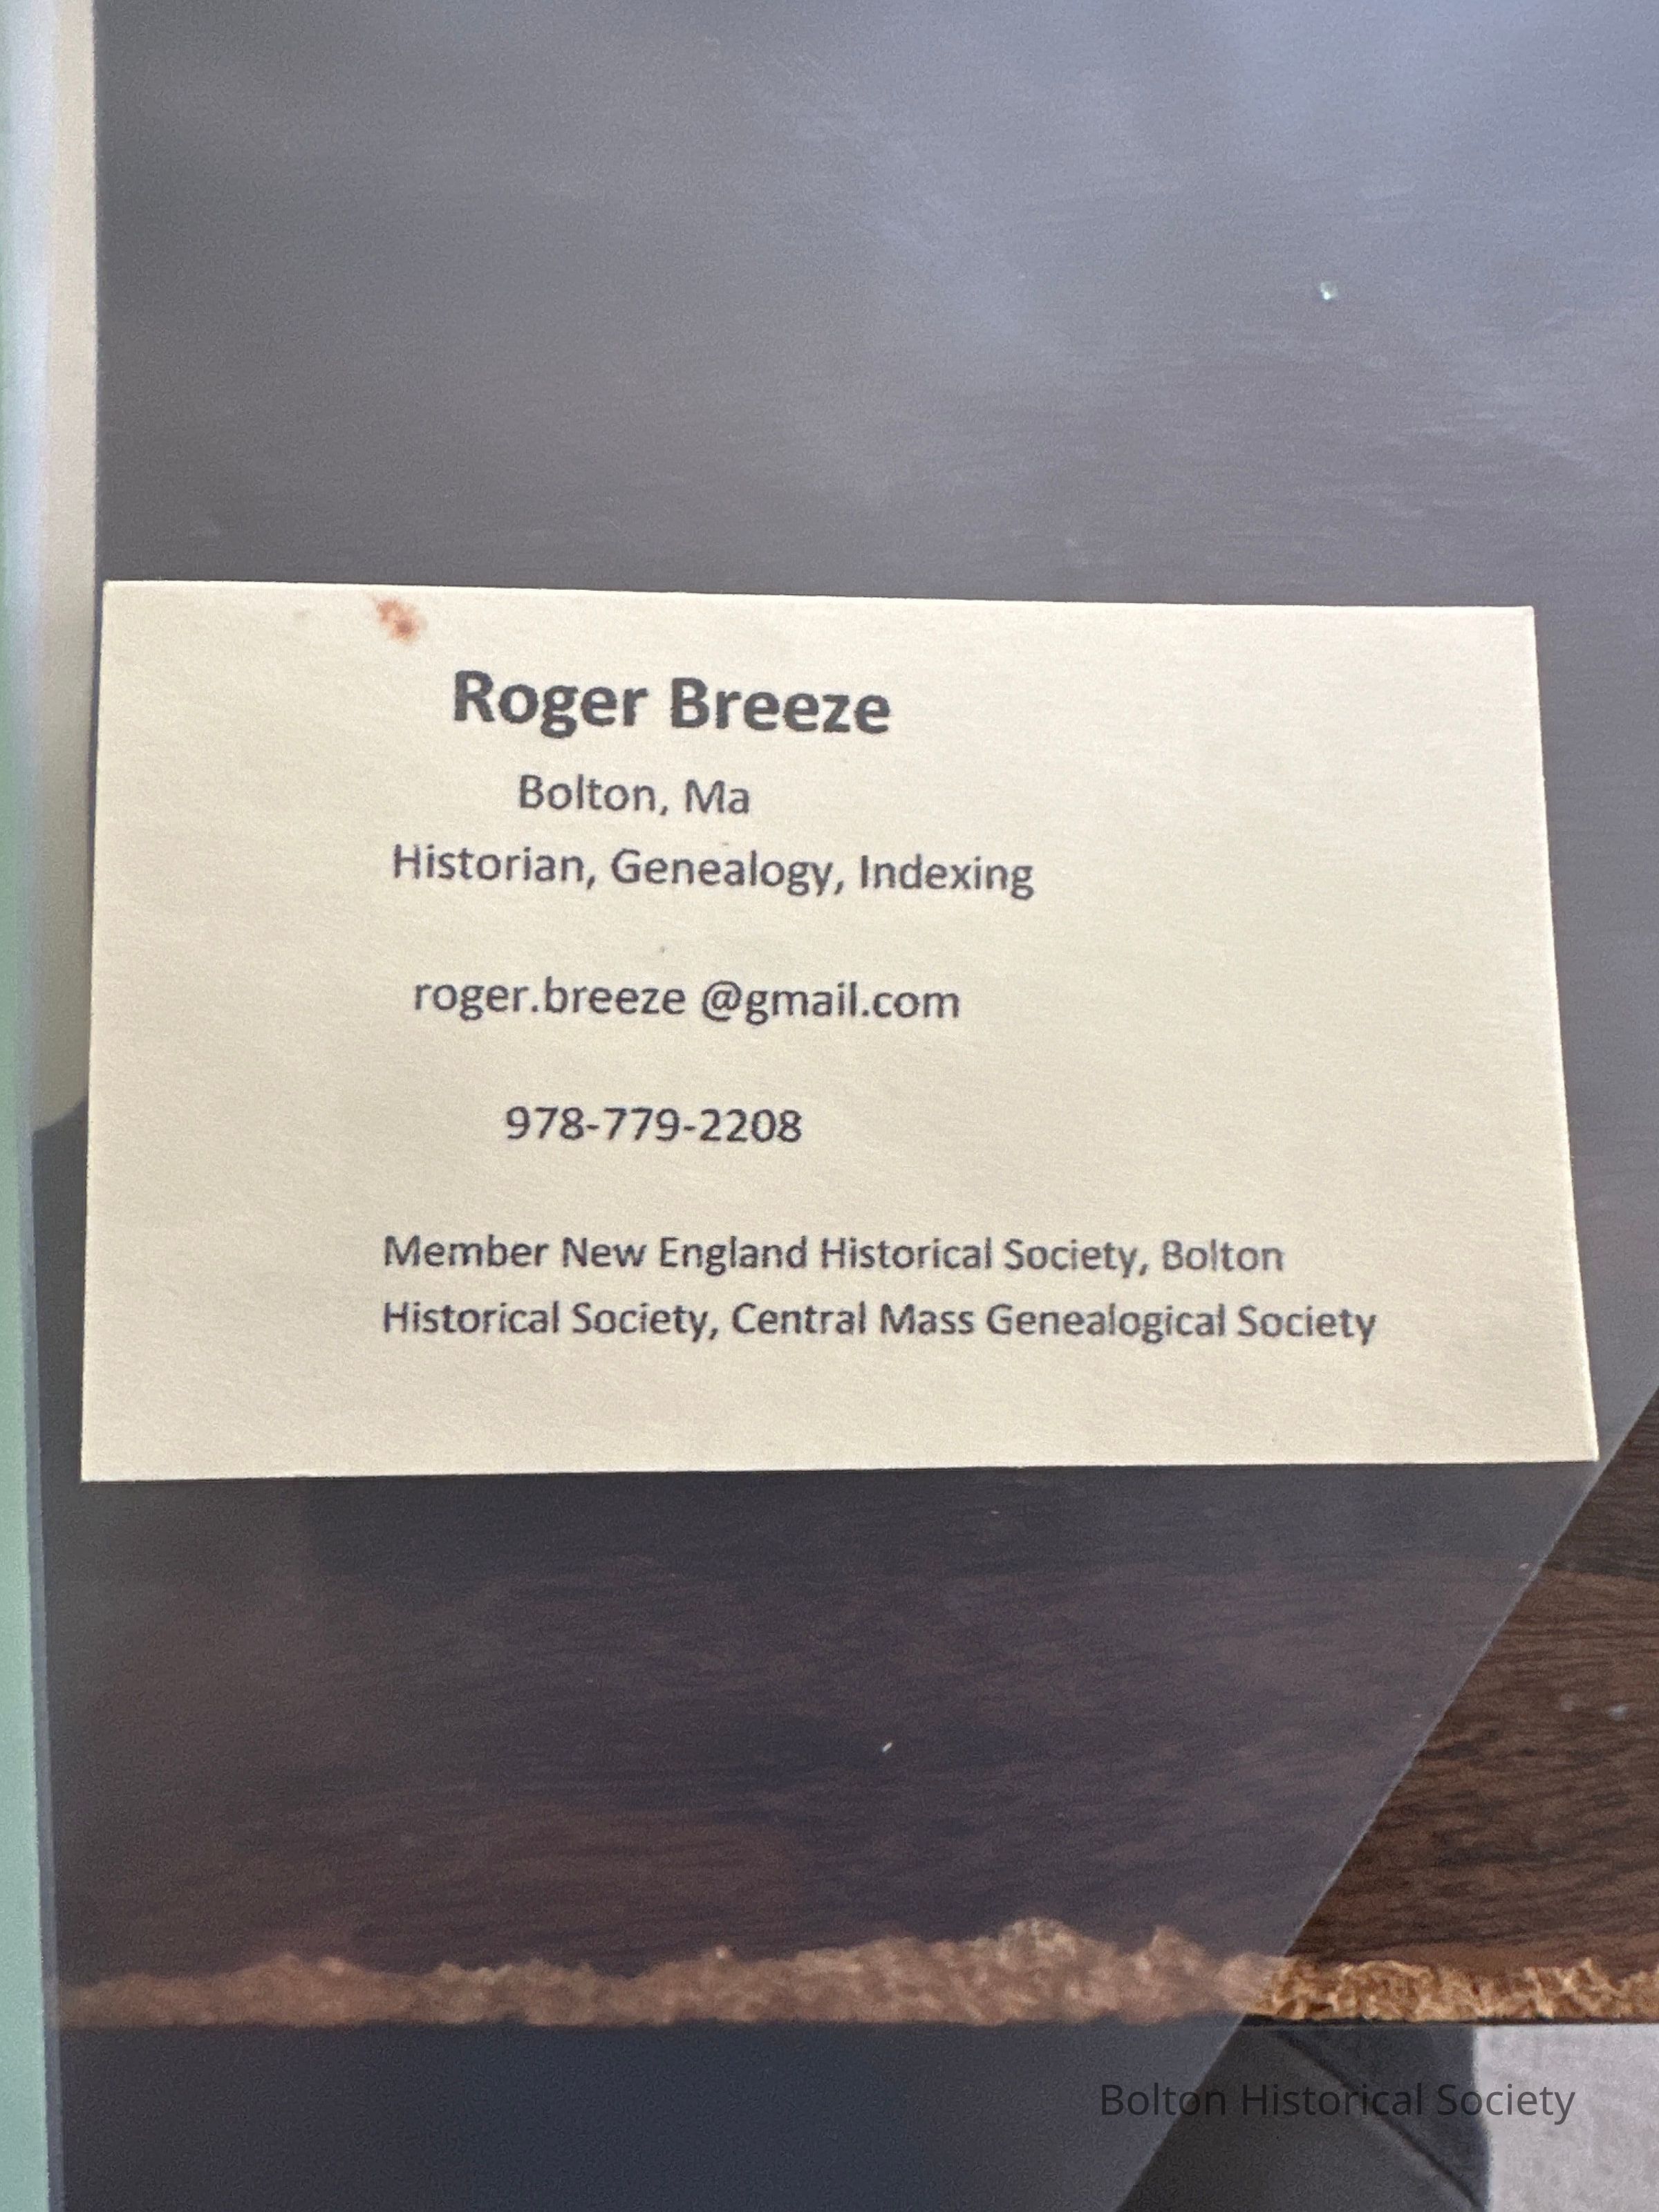 Roger Breeze
Bolton, Ma
Historian, Genealogy, Indexing
roger.breeze @gmail.com
978-779-2208
Member New England Historical Society, Bolton
Historical Society, Central Mass Genealogical Society
Bolton Historical Society